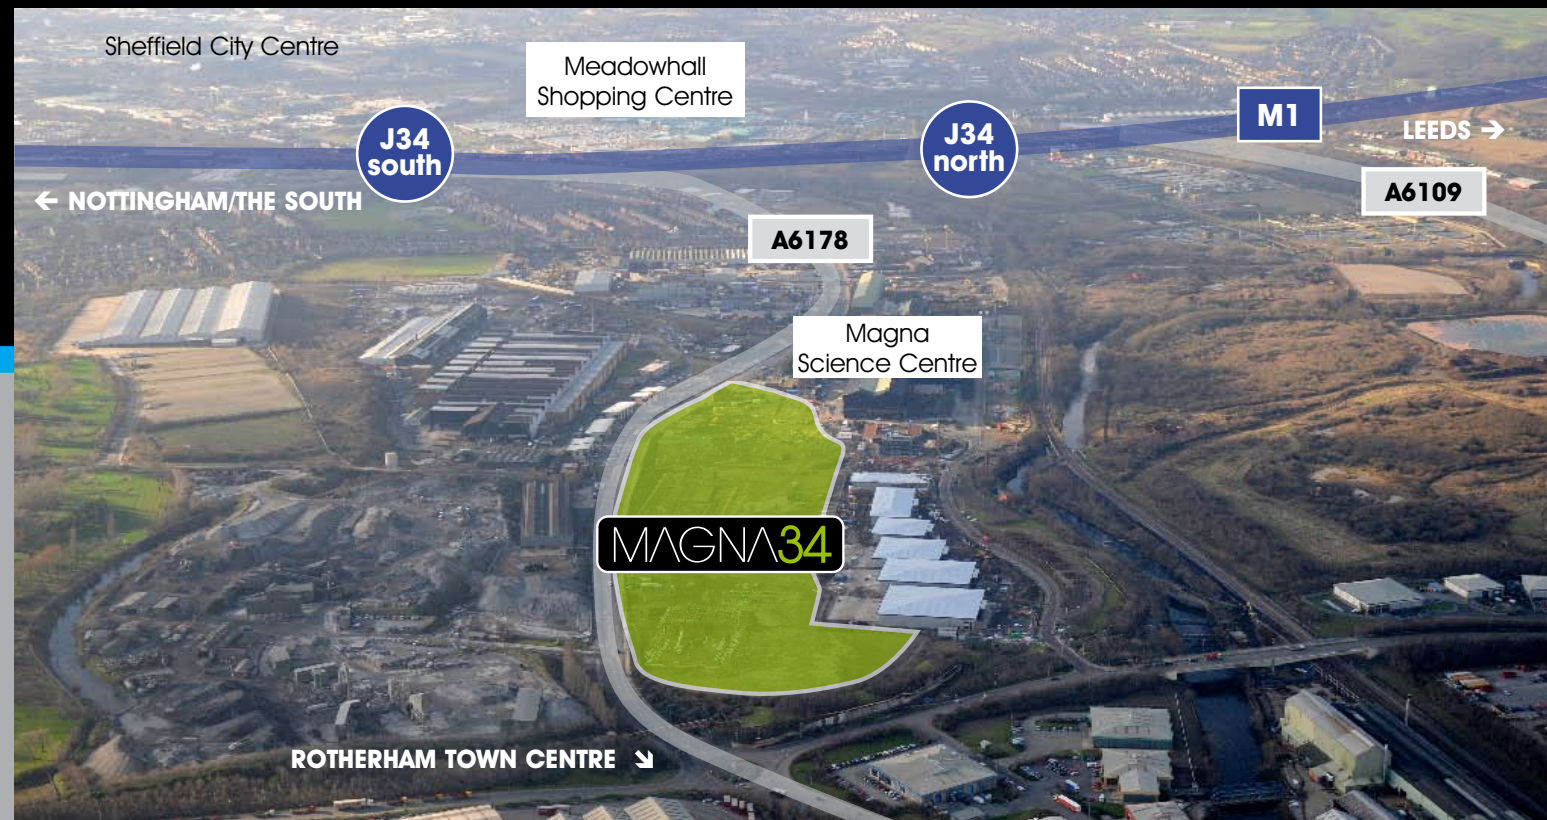 Sheffield City Centre
Meadowhall
Shopping Centre
J34
south
J34
north
M1
LEEDS →
← NOTTINGHAM/THE SOUTH
A6109
A6178
Magna
Science Centre
MAGNA34
ROTHERHAM TOWN CENTRE ↘